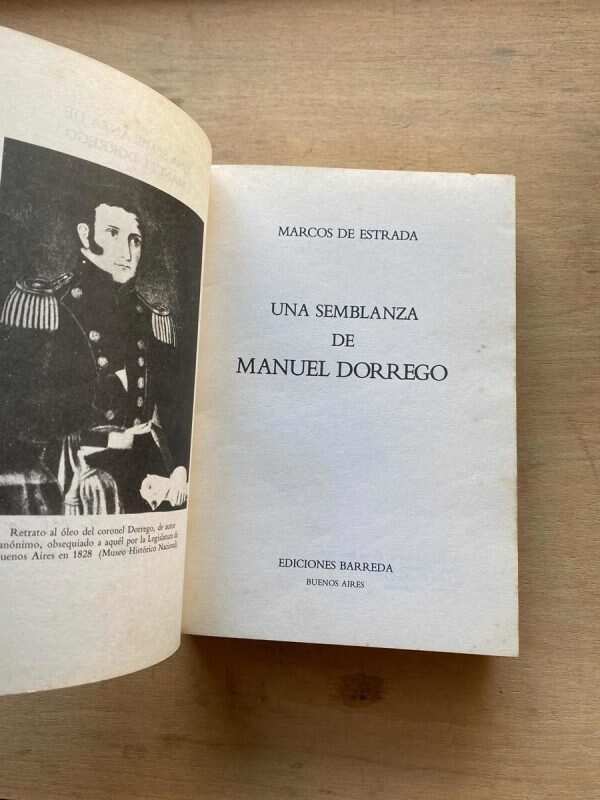 Retrato al óleo del coronel Dorrego, de autor
anónimo, obsequiado a aquél por la Legislatura de
uenos Aires en 1828 (Museo Histórico Nacional)
MARCOS DE ESTRADA
UNA SEMBLANZA
DE
MANUEL DORREGO
EDICIONES BARREDA
BUENOS AIRES